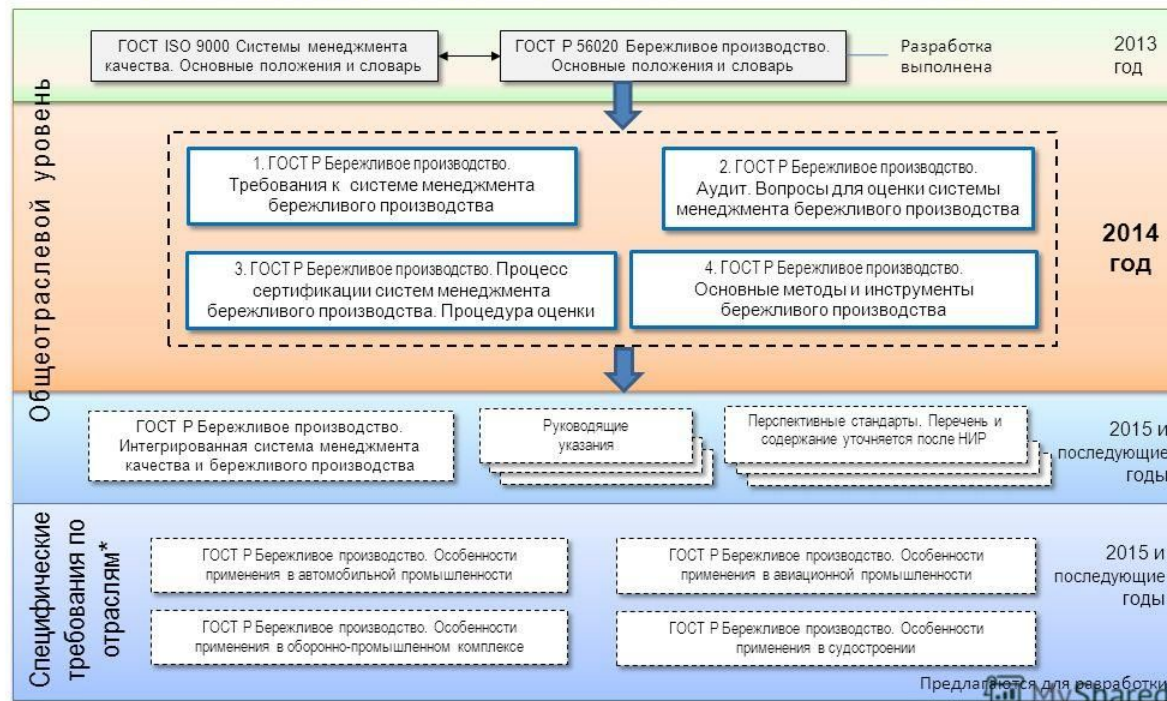 ГОСТ ISO 9000 Системы менеджмента
качества. Основные положения и словарь
ГОСТ Р 56020 Бережливое производство.
Основные положения и словарь
Разработка
выполнена
2013
год
Общеотраслевой уровень
1. ГОСТ Р Бережливое производство.
Требования к системе менеджмента
бережливого производства
2. ГОСТ Р Бережливое производство.
Аудит. Вопросы для оценки системы
менеджмента бережливого производства
3. ГОСТ Р Бережливое производство. Процесс
сертификации систем менеджмента
бережливого производства. Процедура оценки
4. ГОСТ Р Бережливое производство.
Основные методы и инструменты
бережливого производства
2014
год
ГОСТ Р Бережливое производство.
Интегрированная система менеджмента
качества и бережливого производства
Руководящие
указания
Перспективные стандарты. Перечень и
содержание уточняется после НИР
2015 и
последующие
годы
Специфические
требования по
отраслям*
ГОСТ Р Бережливое производство. Особенности
применения в автомобильной промышленности
ГОСТ Р Бережливое производство. Особенности
применения в авиационной промышленности
ГОСТ Р Бережливое производство. Особенности
применения в оборонно-промышленном комплексе
ГОСТ Р Бережливое производство. Особенности
применения в судостроении
2015 и
последующие
годы
Предлагаются для разработки
MyShared